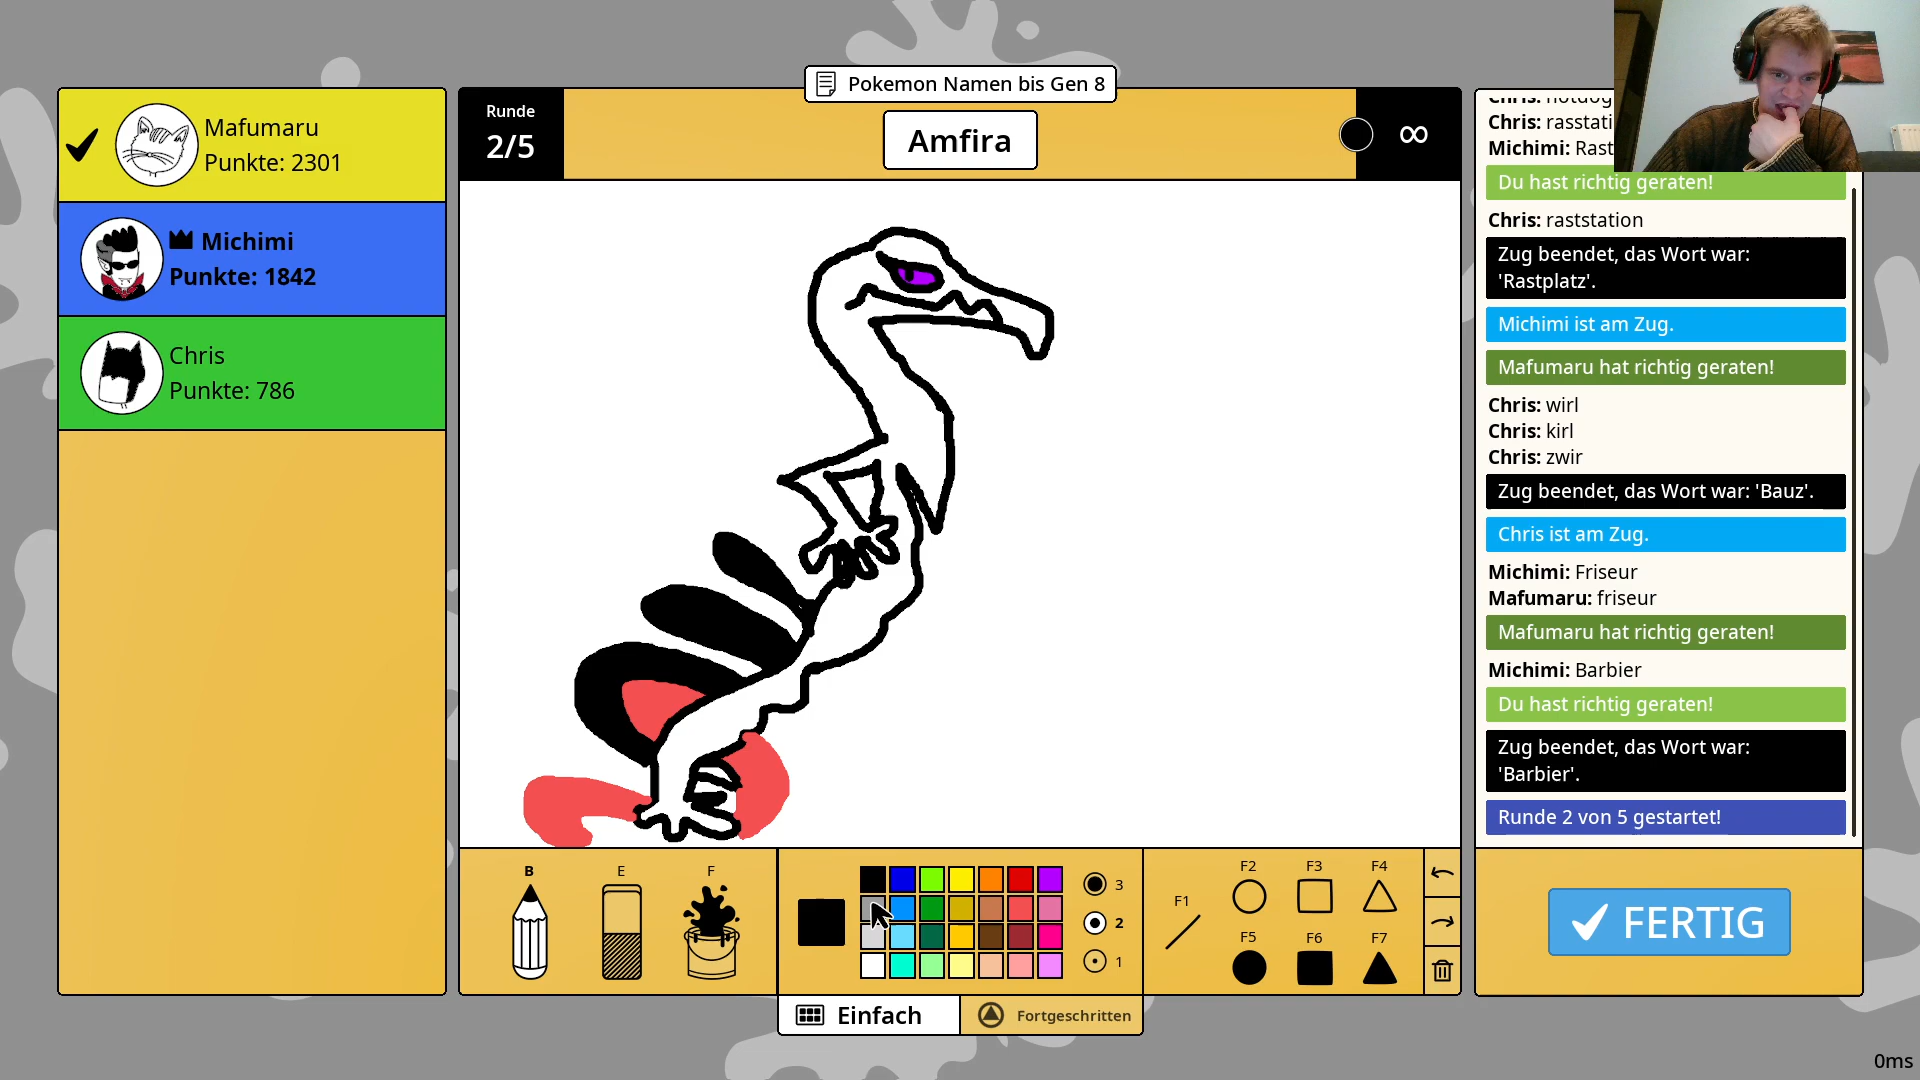 Pokemon Namen bis Gen 8
Mafumaru
Punkte: 2301
Michimi
Punkte: 1842
Chris
Punkte: 786
Runde
2/5
Amfira
∞
Chris: hotdog
Chris: rasstati
Michimi: Rast
Du hast richtig geraten!
Chris: raststation
Zug beendet, das Wort war:
'Rastplatz'.
Michimi ist am Zug.
Mafumaru hat richtig geraten!
Chris: wirl
Chris: kirl
Chris: zwir
Zug beendet, das Wort war: 'Bauz'.
Chris ist am Zug.
Michimi: Friseur
Mafumaru: friseur
Mafumaru hat richtig geraten!
Michimi: Barbier
Du hast richtig geraten!
Zug beendet, das Wort war:
'Barbier'.
Runde 2 von 5 gestartet!
B E F
3
2
1
F1
F2 F3 F4
F5 F6 F7
FERTIG
Einfach
Fortgeschritten
0ms